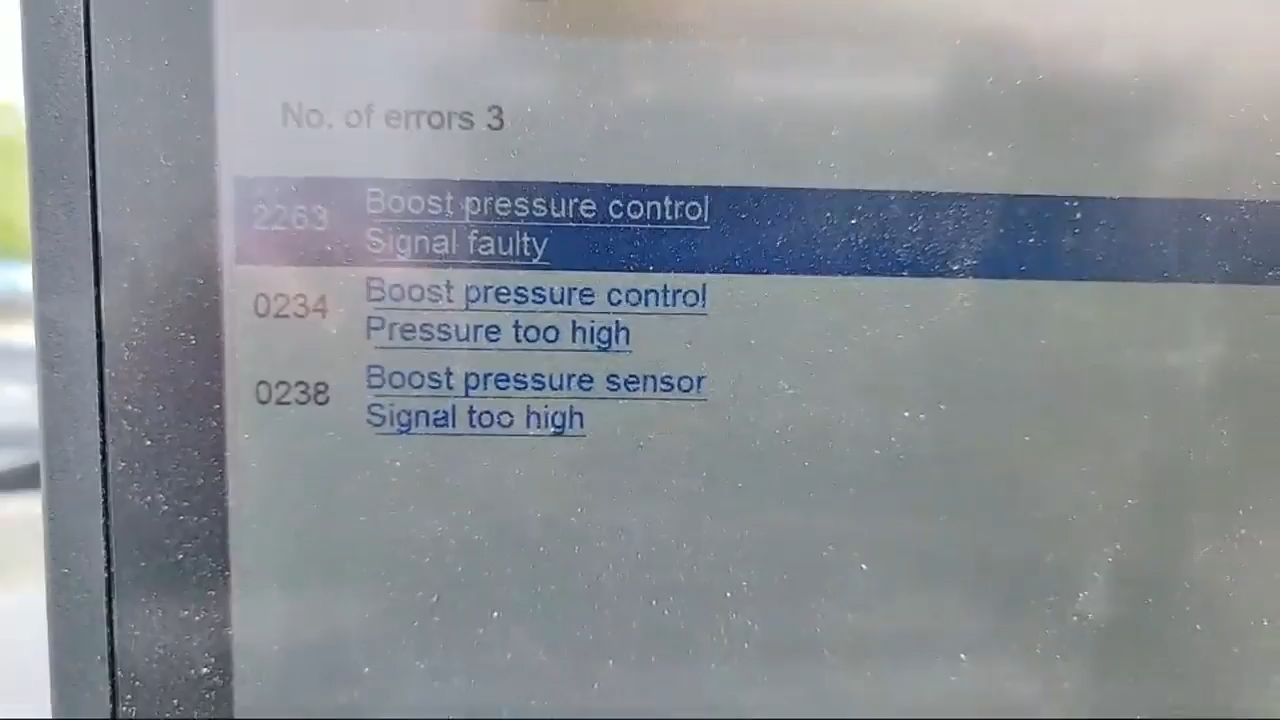 No. of errors 3
2263 Boost pressure control
Signal faulty
0234 Boost pressure control
Pressure too high
0238 Boost pressure sensor
Signal too high